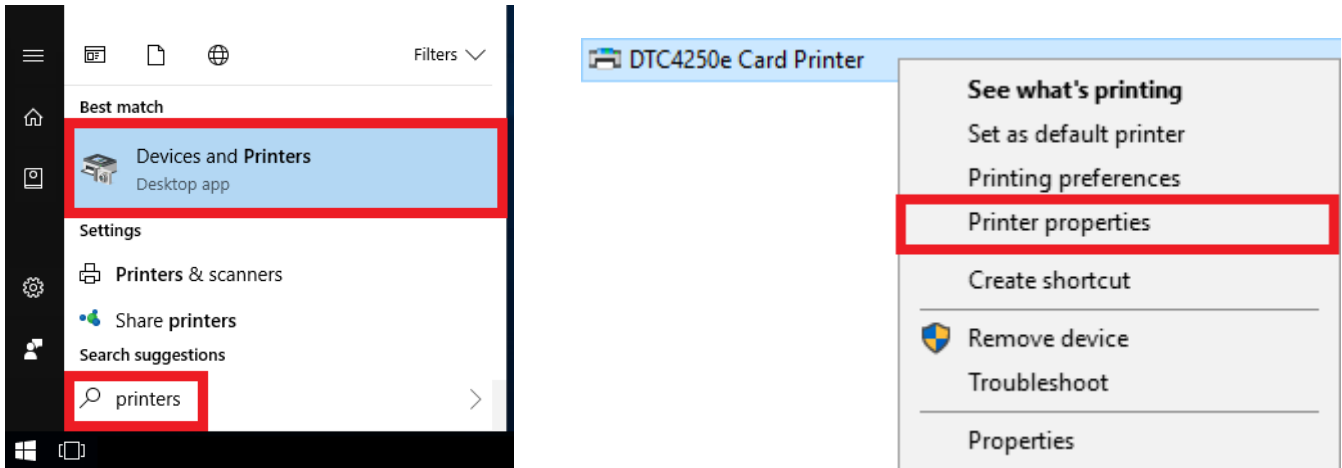 Filters
Best match
Devices and Printers
Desktop app
Settings
Printers & scanners
Share printers
Search suggestions
printers
DTC4250e Card Printer
See what's printing
Set as default printer
Printing preferences
Printer properties
Create shortcut
Remove device
Troubleshoot
Properties